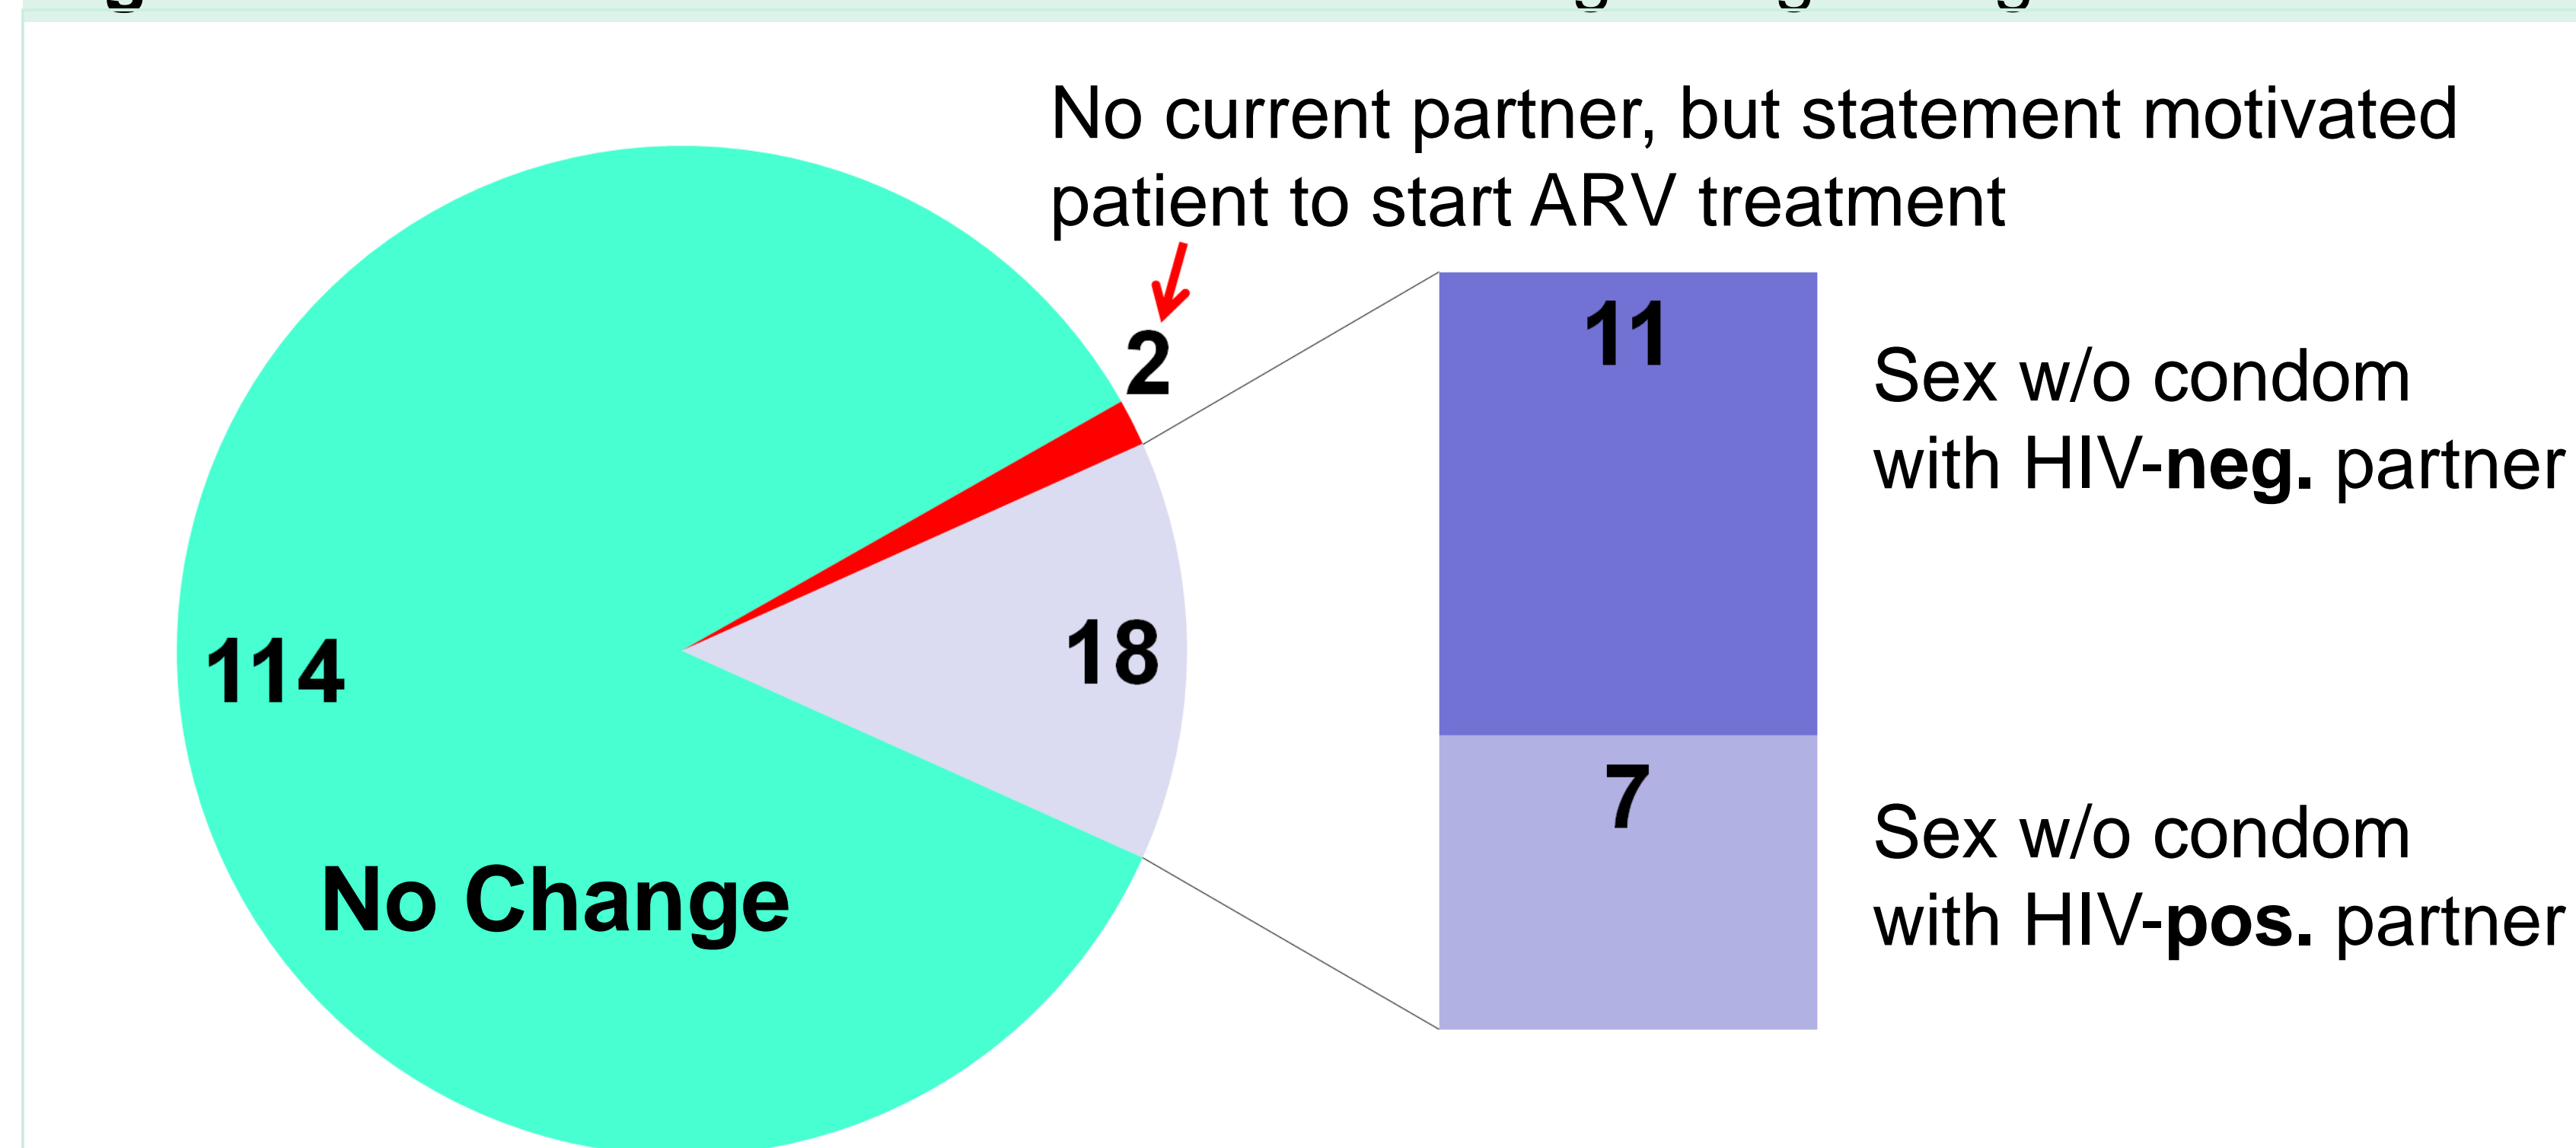 No current partner, but statement motivated
patient to start ARV treatment
2
11
Sex w/o condom
with HIV-neg. partner
114
18
7
No Change
Sex w/o condom
with HIV-pos. partner